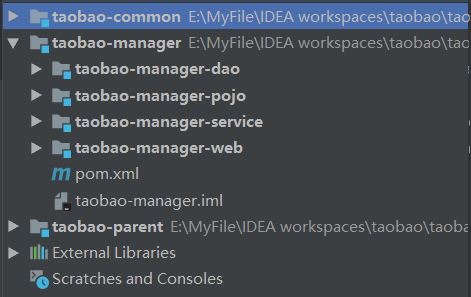 taobao-common E:\MyFile\IDEA workspaces\taobao\tao
taobao-manager E:\MyFile\IDEA workspaces\taobao\ta
taobao-manager-dao
taobao-manager-pojo
taobao-manager-service
taobao-manager-web
m pom.xml
taobao-manager.iml
taobao-parent E:\MyFile\IDEA workspaces\taobao\taoba
External Libraries
Scratches and Consoles